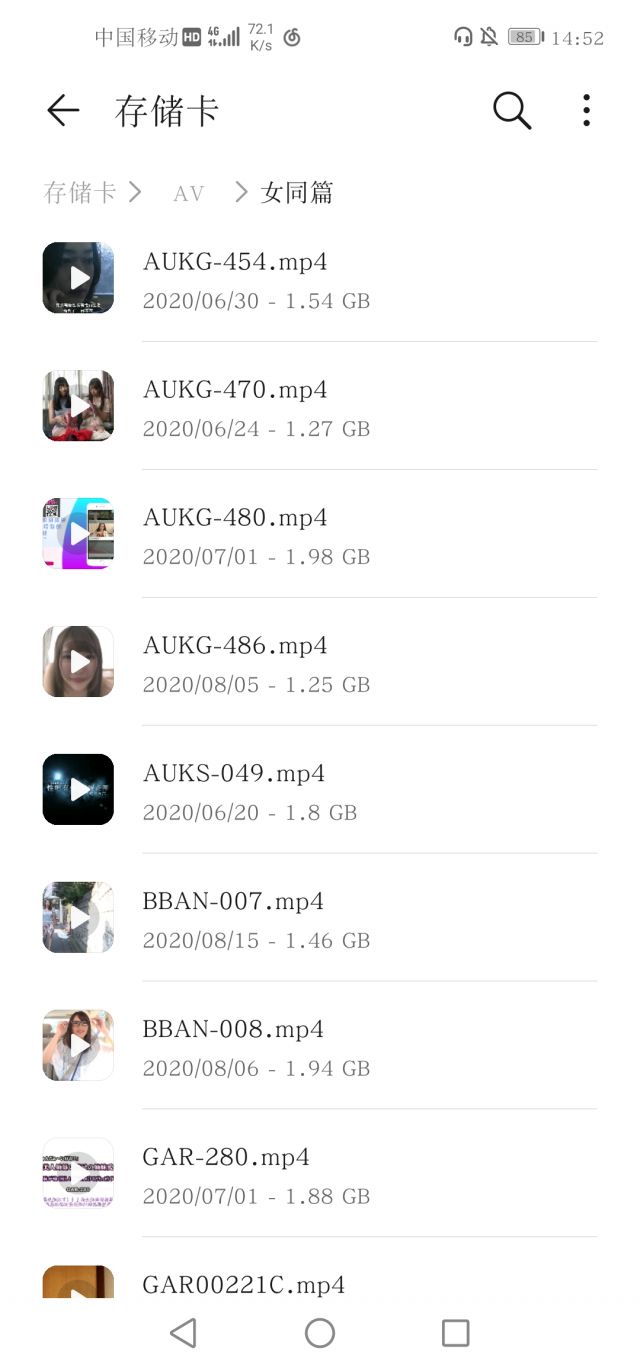 中国移动 HD 4G 72.1 K/s 85 14:52
存储卡
存储卡 AV 女同篇
AUKG-454.mp4
2020/06/30 - 1.54 GB
AUKG-470.mp4
2020/06/24 - 1.27 GB
AUKG-480.mp4
2020/07/01 - 1.98 GB
AUKG-486.mp4
2020/08/05 - 1.25 GB
AUKS-049.mp4
2020/06/20 - 1.8 GB
BBAN-007.mp4
2020/08/15 - 1.46 GB
BBAN-008.mp4
2020/08/06 - 1.94 GB
GAR-280.mp4
2020/07/01 - 1.88 GB
GAR00221C.mp4